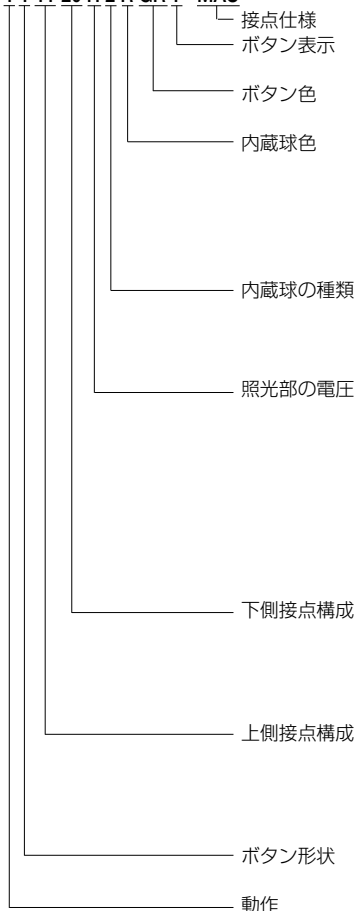 接点仕様
ボタン表示
ボタン色
内蔵球色
内蔵球の種類
照光部の電圧
下側接点構成
上側接点構成
ボタン形状
動作